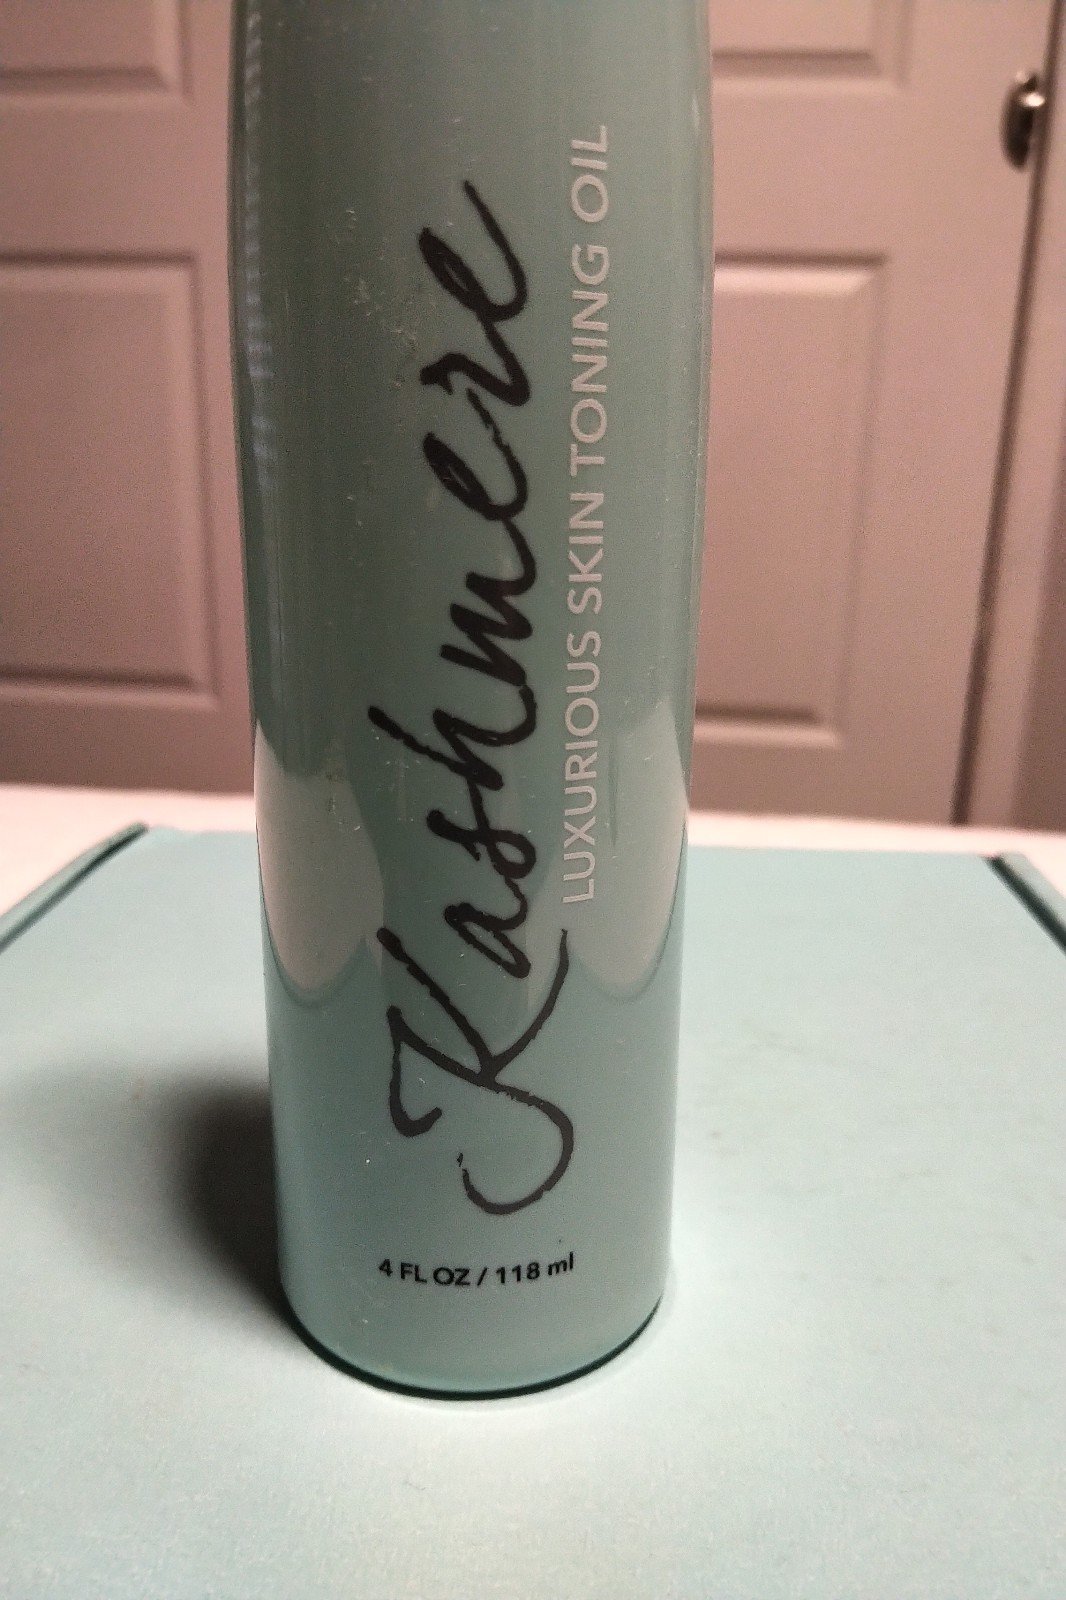 Kashmere
LUXURIOUS SKIN TONING OIL
4 FL OZ / 118 ml